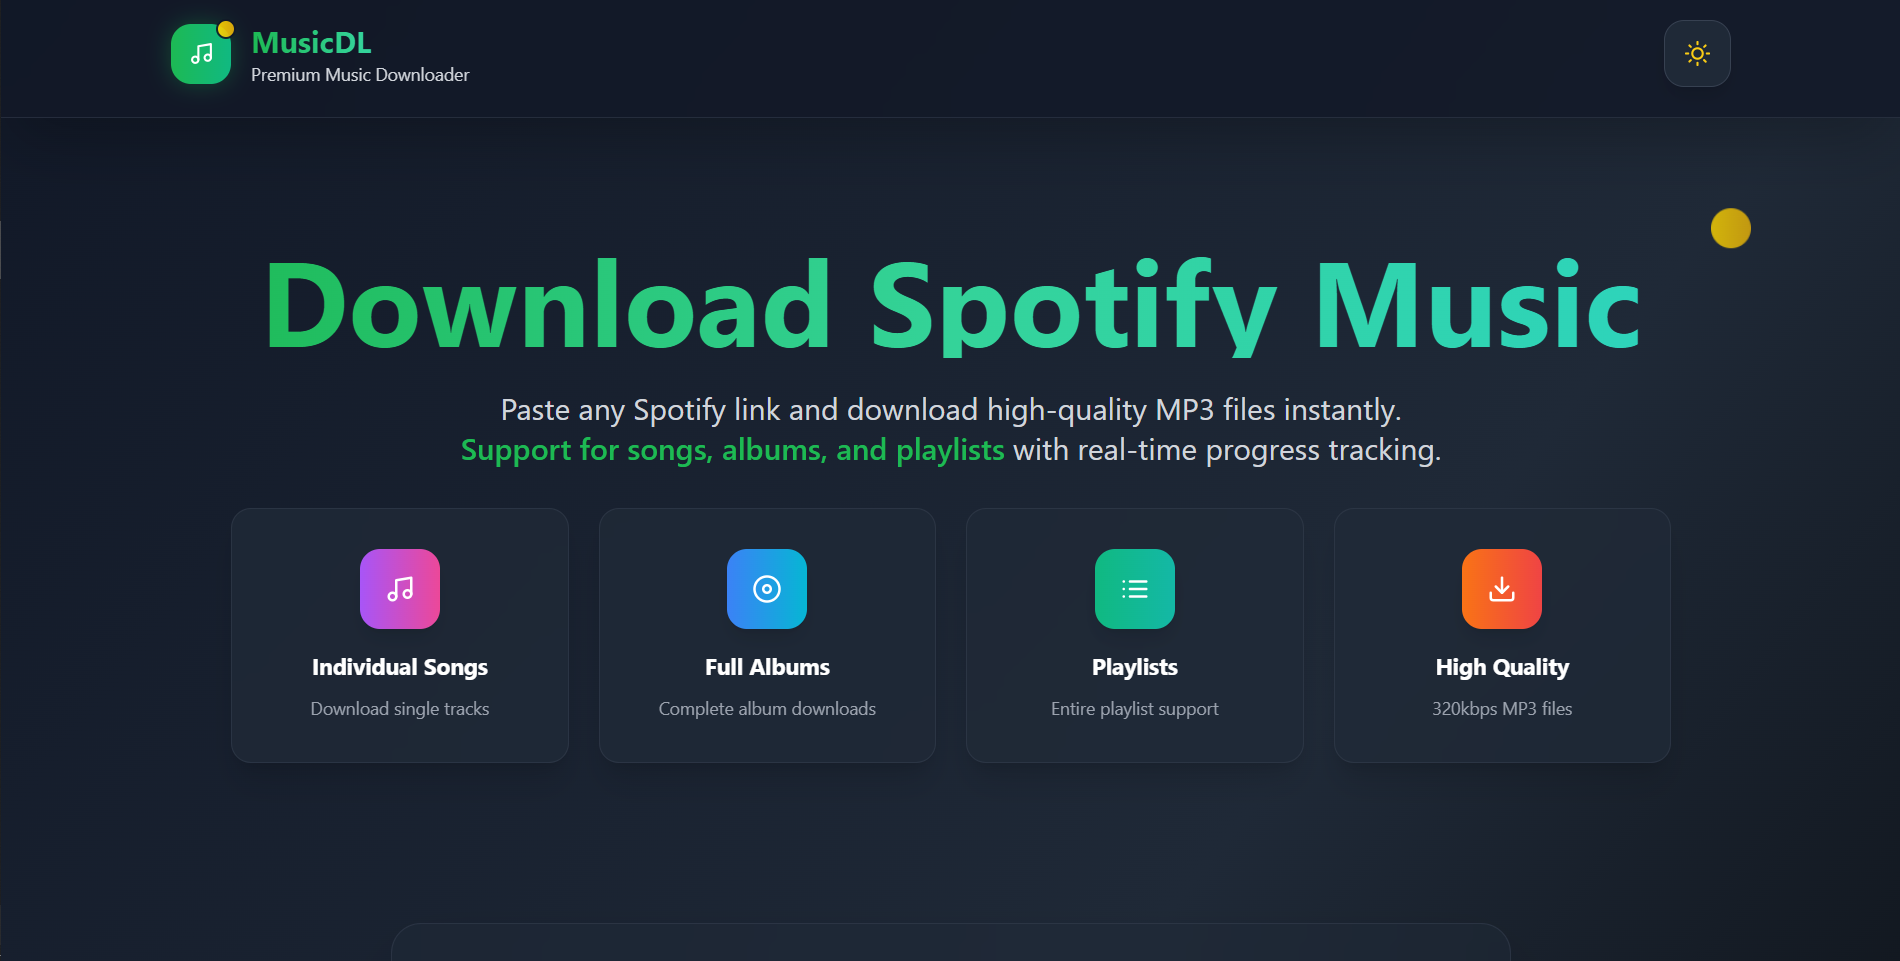 MusicDL
Premium Music Downloader
Download Spotify Music
Paste any Spotify link and download high-quality MP3 files instantly.
Support for songs, albums, and playlists with real-time progress tracking.
Individual Songs
Download single tracks
Full Albums
Complete album downloads
Playlists
Entire playlist support
High Quality
320kbps MP3 files